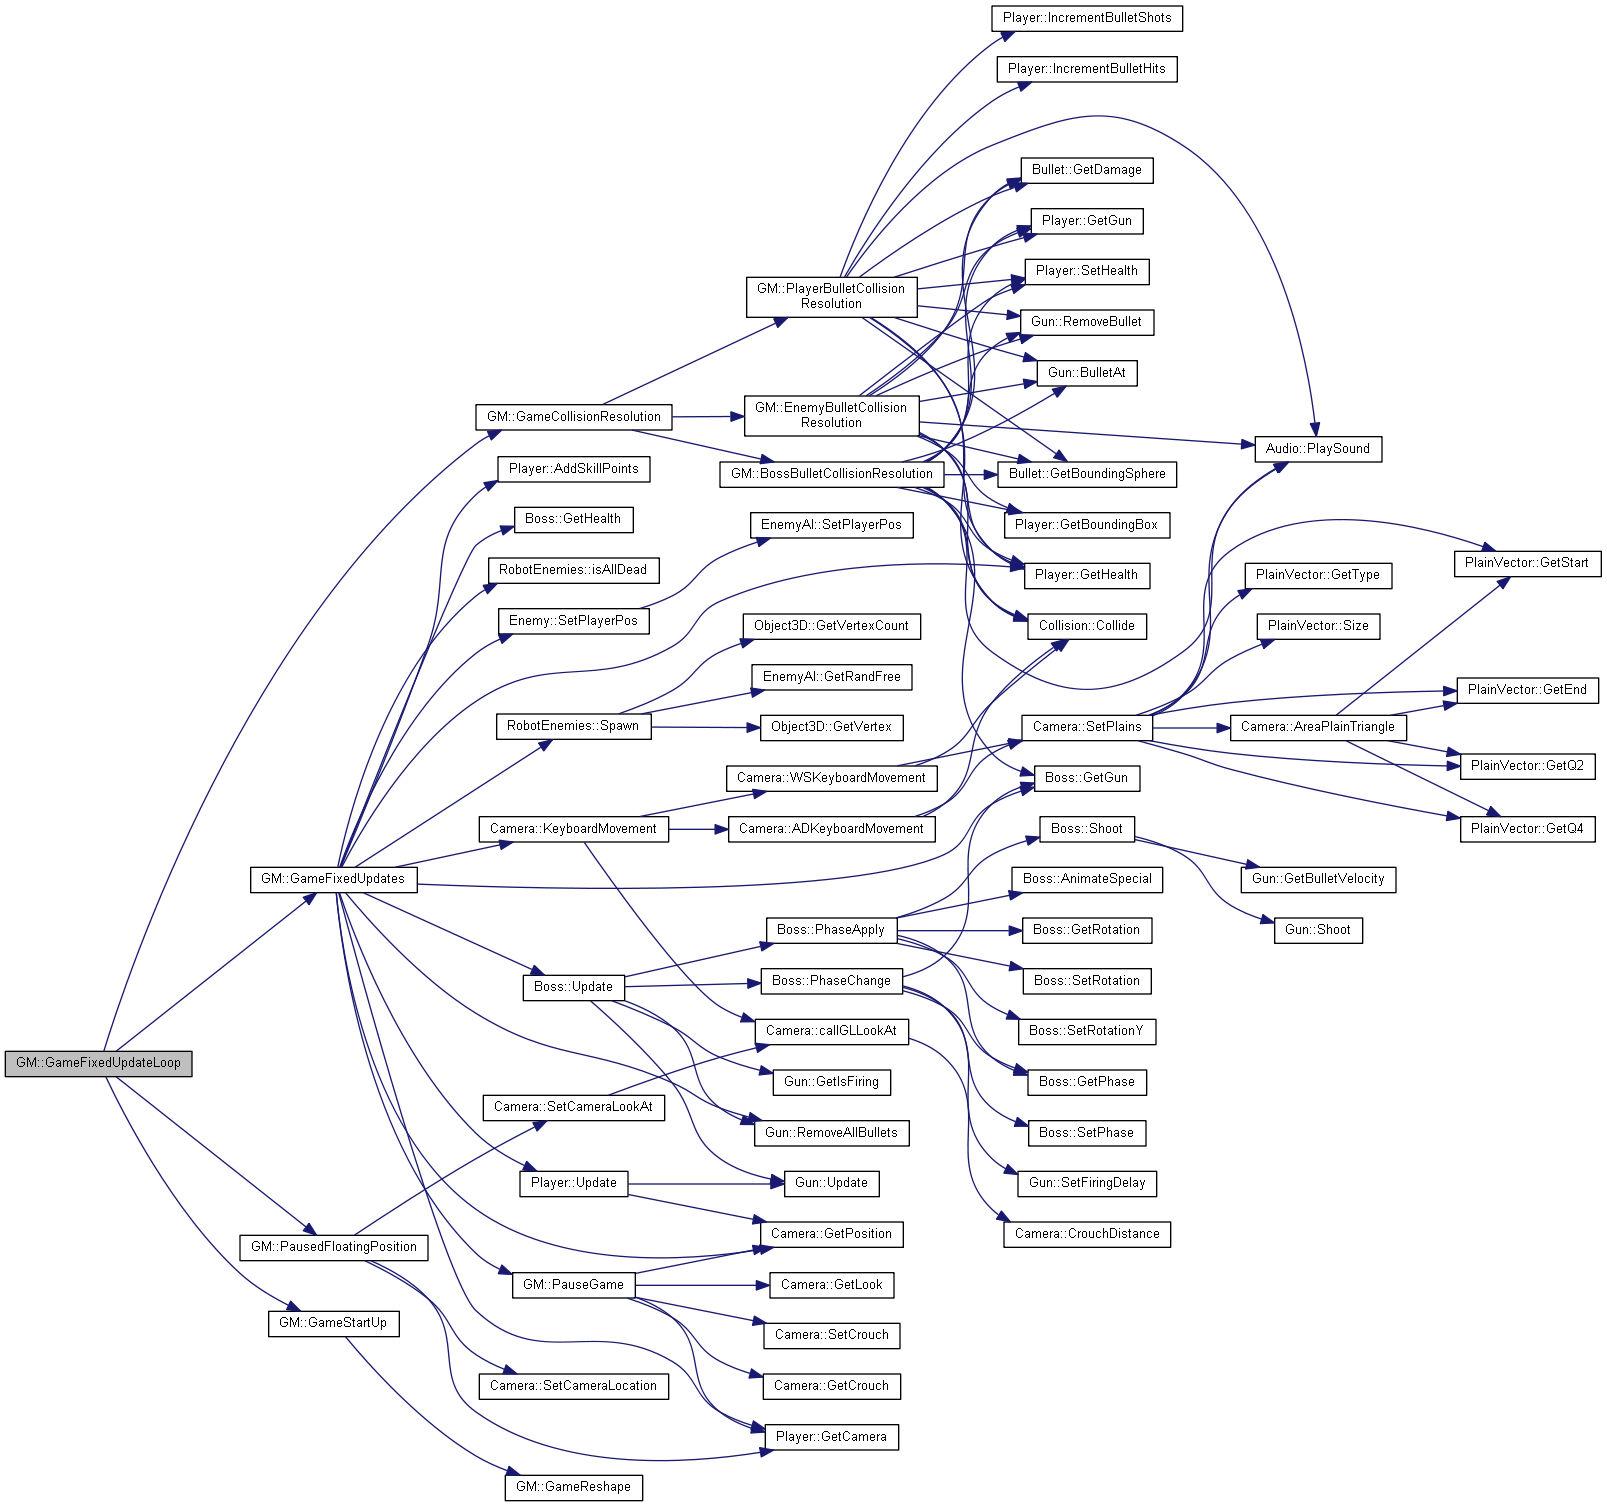 Player::IncrementBulletShots
Player::IncrementBulletHits
Bullet::GetDamage
Player::GetGun
Player::SetHealth
GM::PlayerBulletCollision
Resolution
Gun::RemoveBullet
Gun::BulletAt
GM::EnemyBulletCollision
Resolution
GM::GameCollisionResolution
Audio::PlaySound
Player::AddSkillPoints
GM::BossBulletCollisionResolution
Bullet::GetBoundingSphere
Boss::GetHealth
EnemyAI::SetPlayerPos
Player::GetBoundingBox
RobotEnemies::isAllDead
Player::GetHealth
PlainVector::GetType
PlainVector::GetStart
Enemy::SetPlayerPos
Object3D::GetVertexCount
Collision::Collide
PlainVector::Size
EnemyAI::GetRandFree
PlainVector::GetEnd
RobotEnemies::Spawn
Object3D::GetVertex
Camera::SetPlains
Camera::AreaPlainTriangle
Camera::WSKeyboardMovement
Boss::GetGun
PlainVector::GetQ2
Camera::KeyboardMovement
Camera::ADKeyboardMovement
Boss::Shoot
PlainVector::GetQ4
GM::GameFixedUpdates
Boss::AnimateSpecial
Gun::GetBulletVelocity
Boss::PhaseApply
Boss::GetRotation
Gun::Shoot
Boss::Update
Boss::PhaseChange
Boss::SetRotation
Camera::callGLLookAt
Boss::SetRotationY
GM::GameFixedUpdateLoop
Gun::GetIsFiring
Boss::GetPhase
Camera::SetCameraLookAt
Gun::RemoveAllBullets
Boss::SetPhase
Player::Update
Gun::Update
Gun::SetFiringDelay
GM::PausedFloatingPosition
Camera::GetPosition
Camera::CrouchDistance
GM::PauseGame
Camera::GetLook
GM::GameStartUp
Camera::SetCrouch
Camera::SetCameraLocation
Camera::GetCrouch
Player::GetCamera
GM::GameReshape